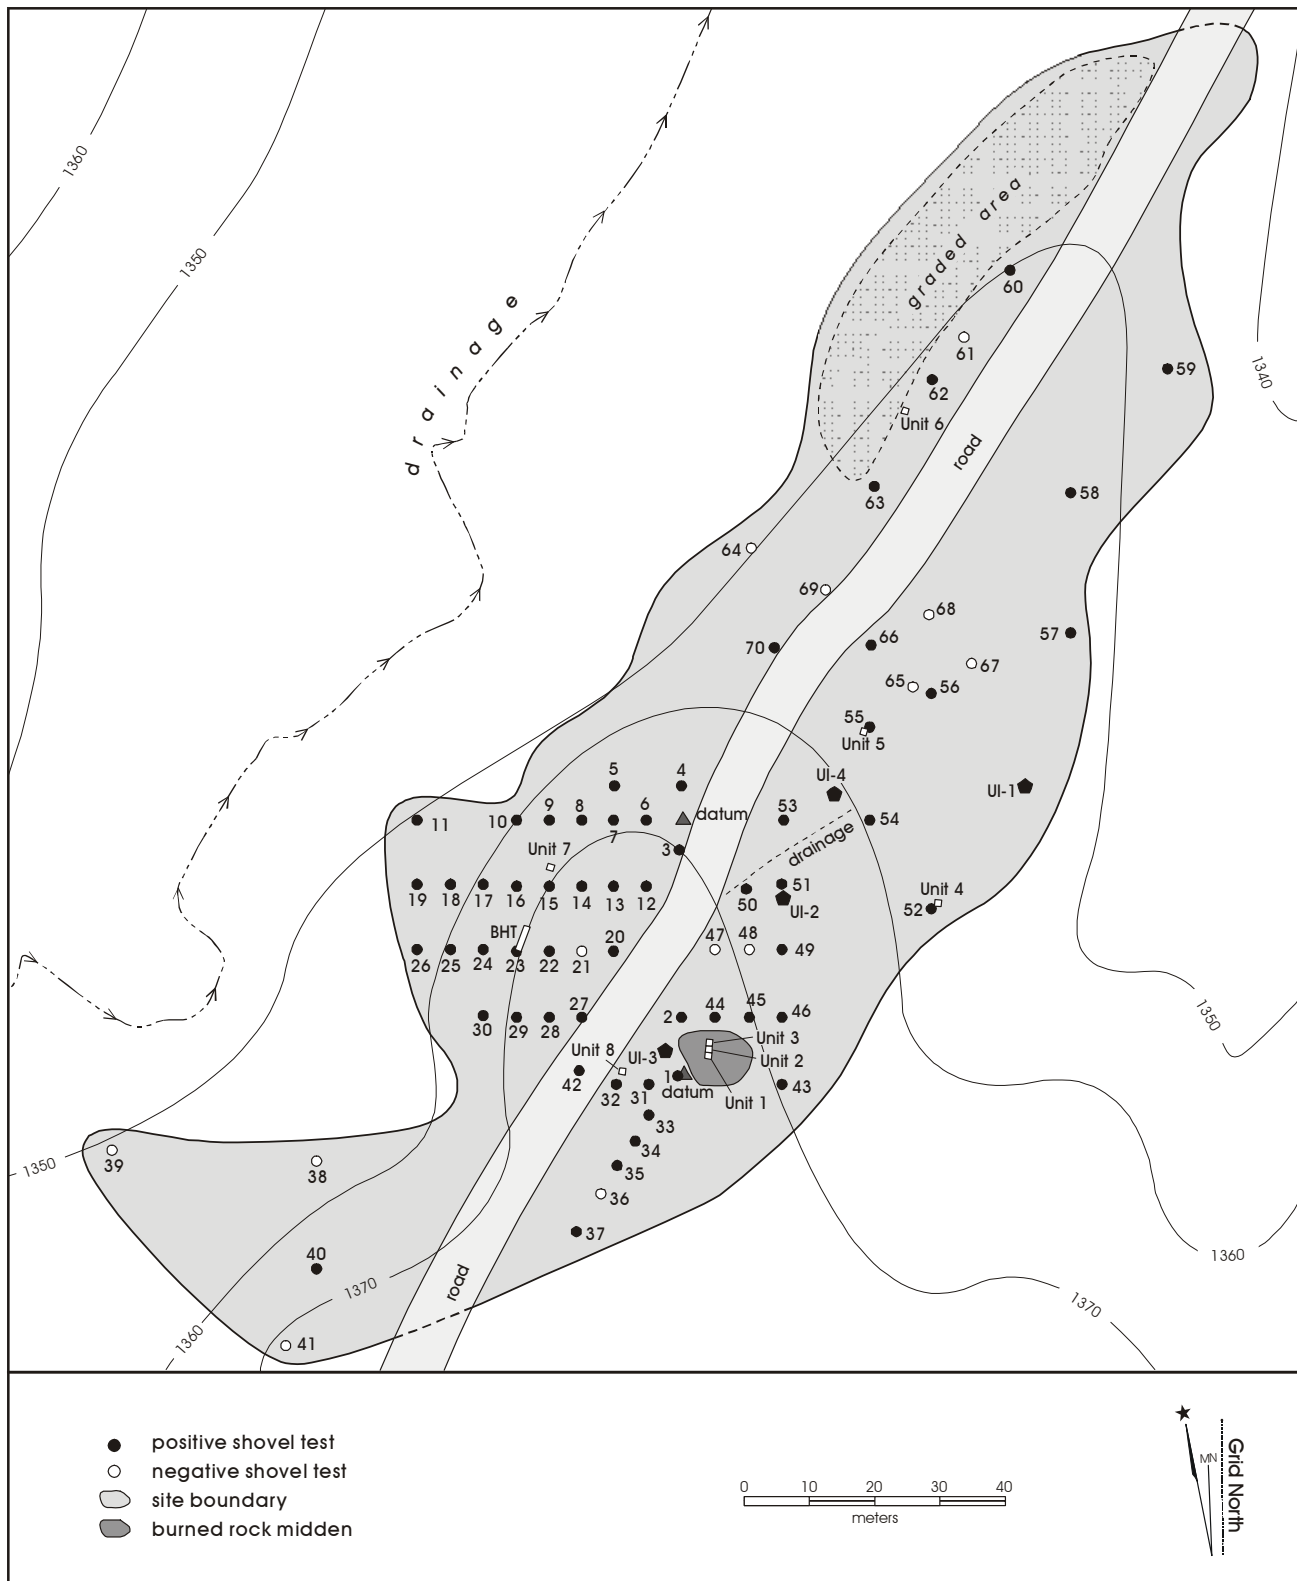 1360
1350
drainage
graded area
60
61
1340
59
62
Unit 6
road
63
58
64
69
68
66
57
70
67
65
56
55
Unit 5
5
4
UI-4
UI-1
11
10
9
8
7
6
datum
53
54
3
drainage
Unit 7
19
18
17
16
15
14
13
12
50
51
UI-2
Unit 4
52
BHT
26
25
24
23
22
21
20
47
48
49
30
29
28
27
2
44
45
46
1350
Unit 8
UI-3
Unit 3
Unit 2
42
32
31
1
datum
Unit 1
43
33
34
39
1350
38
35
36
37
40
1370
road
1360
1360
1370
41
positive shovel test
negative shovel test
site boundary
burned rock midden
0 10 20 30 40
meters
MN
Grid North